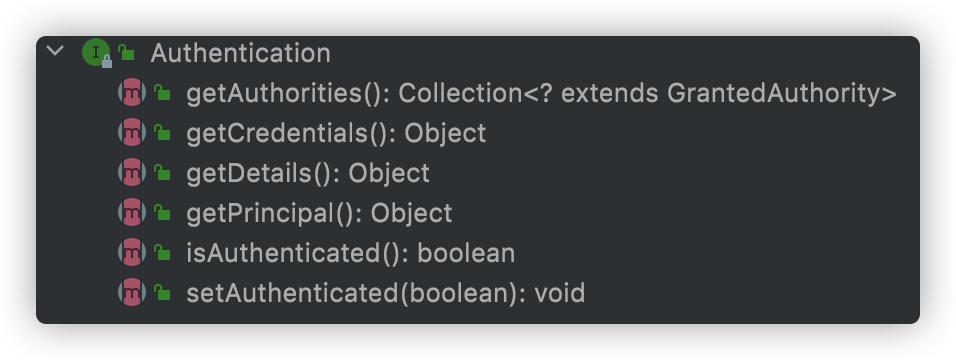 Authentication
getAuthorities(): Collection<? extends GrantedAuthority>
getCredentials(): Object
getDetails(): Object
getPrincipal(): Object
isAuthenticated(): boolean
setAuthenticated(boolean): void